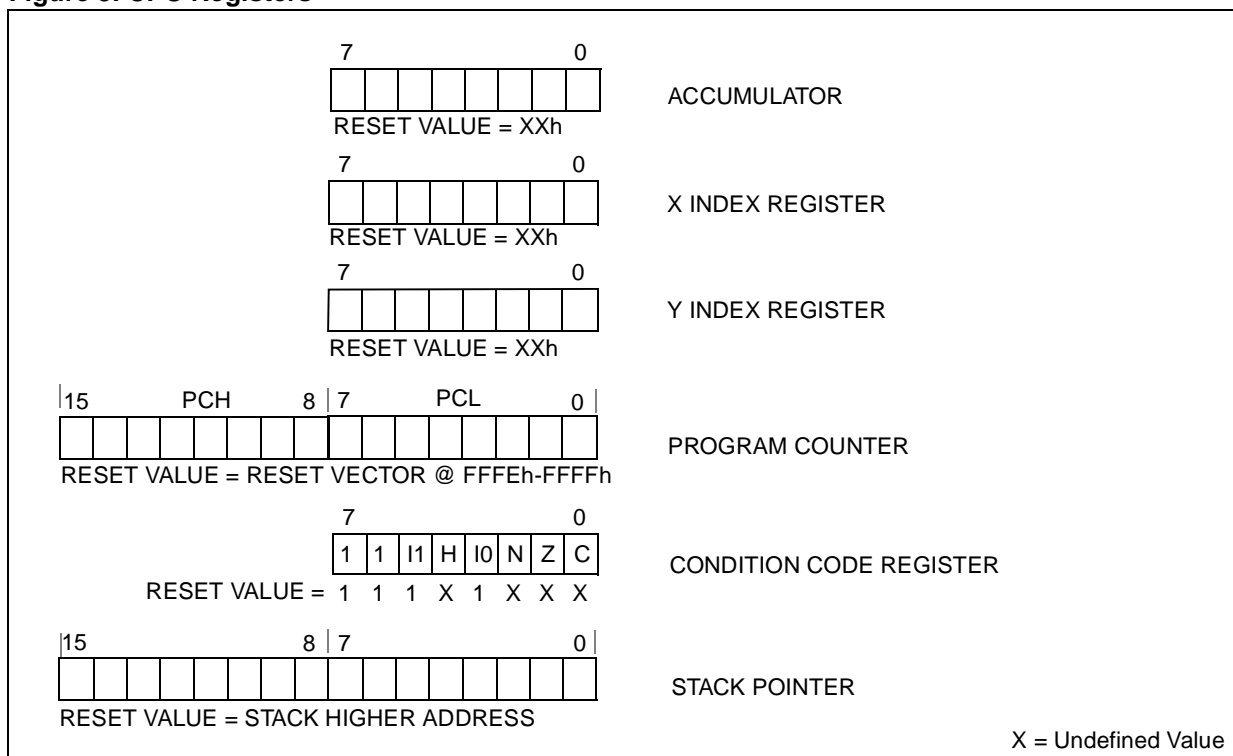 7 0
ACCUMULATOR
RESET VALUE = XXh
7 0
X INDEX REGISTER
RESET VALUE = XXh
7 0
Y INDEX REGISTER
RESET VALUE = XXh
15 PCH 8 7 PCL 0
PROGRAM COUNTER
RESET VALUE = RESET VECTOR @ FFFEh-FFFFh
7 0
1 1 I1 H I0 N Z C
CONDITION CODE REGISTER
RESET VALUE = 1 1 1 X 1 X X X
15 8 7 0
STACK POINTER
RESET VALUE = STACK HIGHER ADDRESS
X = Undefined Value